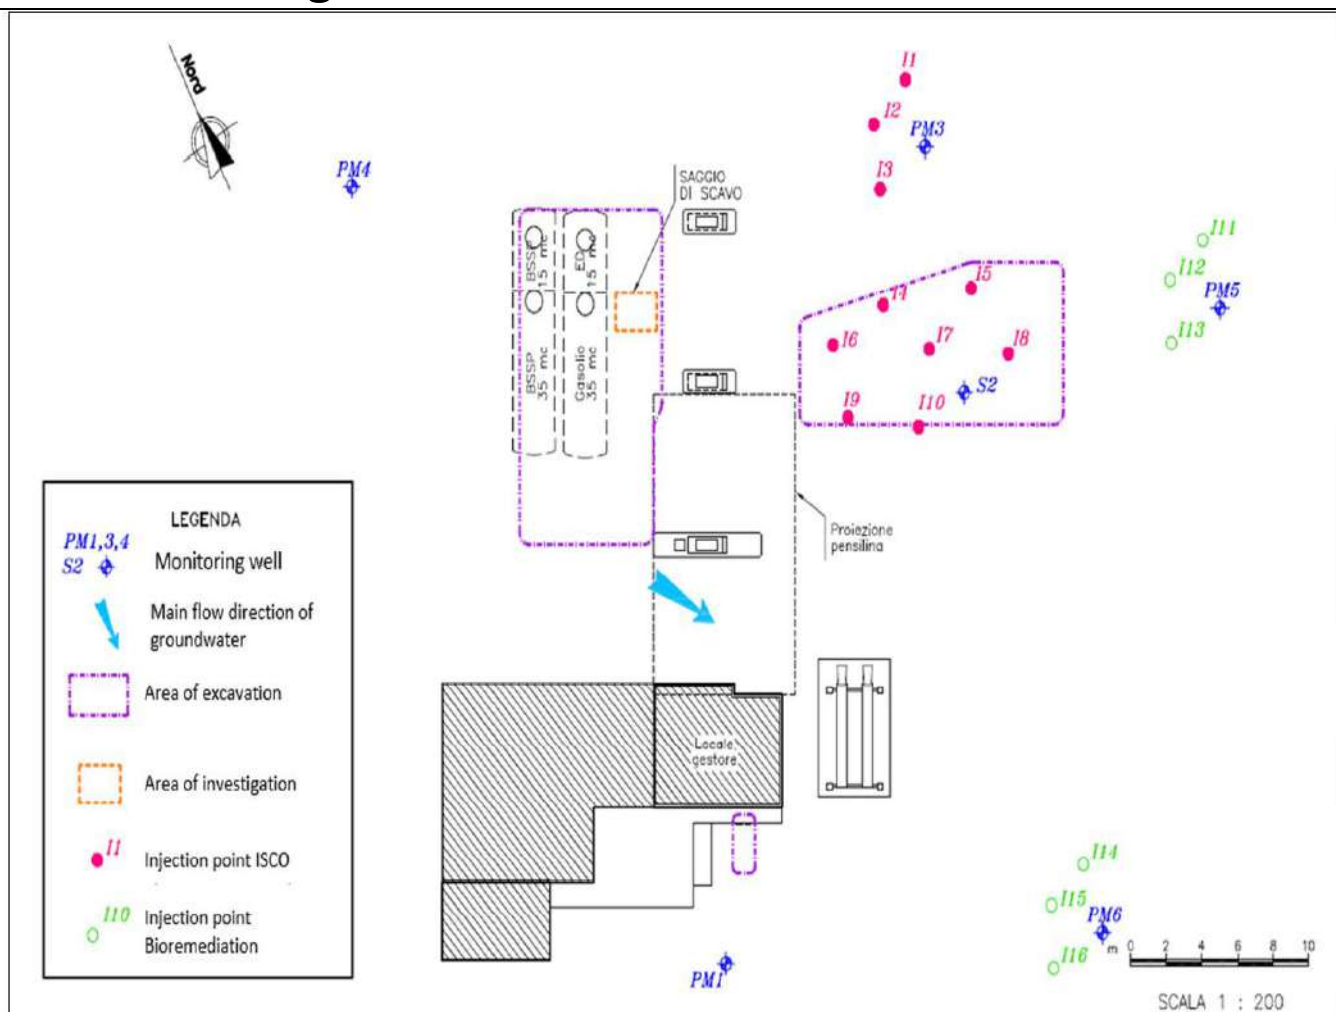 Nord
I1
I2
PM3
I3
PM4
SAGGIO
DI SCAVO
I11
I12
PM5
I13
BSSP
15 mc
ED
15 mc
I5
I4
I6
I7
I8
BSSP
35 mc
Gasolio
35 mc
S2
I9
I10
Proiezione
pensilina
LEGENDA
PM1,3,4
S2
Monitoring well
Main flow direction of
groundwater
Area of excavation
Area of investigation
I1
Injection point ISCO
I10
Injection point
Bioremediation
Locale
gestore
I14
I15
PM6
I16
PM1
m
0 2 4 6 8 10
SCALA 1 : 200